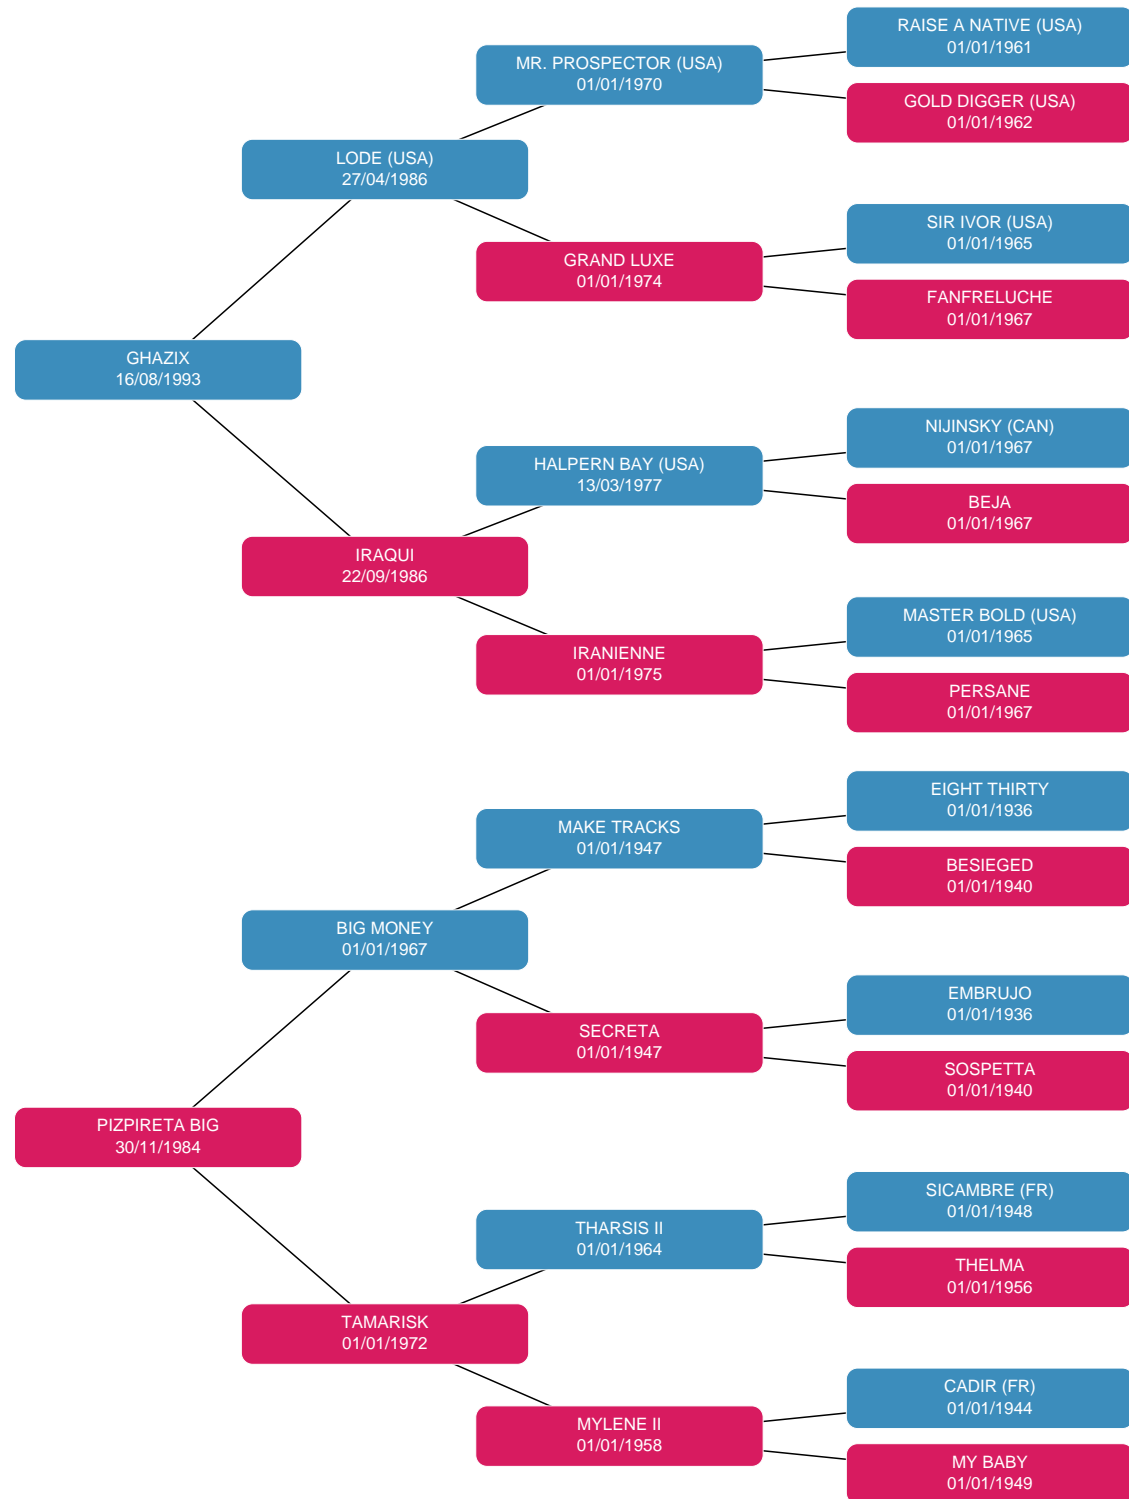 RAISE A NATIVE (USA)
01/01/1961
MR. PROSPECTOR (USA)
01/01/1970
GOLD DIGGER (USA)
01/01/1962
LODE (USA)
27/04/1986
SIR IVOR (USA)
01/01/1965
GRAND LUXE
01/01/1974
FANFRELUCHE
01/01/1967
GHAZIX
16/08/1993
NIJINSKY (CAN)
01/01/1967
HALPERN BAY (USA)
13/03/1977
BEJA
01/01/1967
IRAQUI
22/09/1986
MASTER BOLD (USA)
01/01/1965
IRANIENNE
01/01/1975
PERSANE
01/01/1967
EIGHT THIRTY
01/01/1936
MAKE TRACKS
01/01/1947
BESIEGED
01/01/1940
BIG MONEY
01/01/1967
EMBRUJO
01/01/1936
SECRETA
01/01/1947
SOSPETTA
01/01/1940
PIZPIRETA BIG
30/11/1984
SICAMBRE (FR)
01/01/1948
THARSIS II
01/01/1964
THELMA
01/01/1956
TAMARISK
01/01/1972
CADIR (FR)
01/01/1944
MYLENE II
01/01/1958
MY BABY
01/01/1949